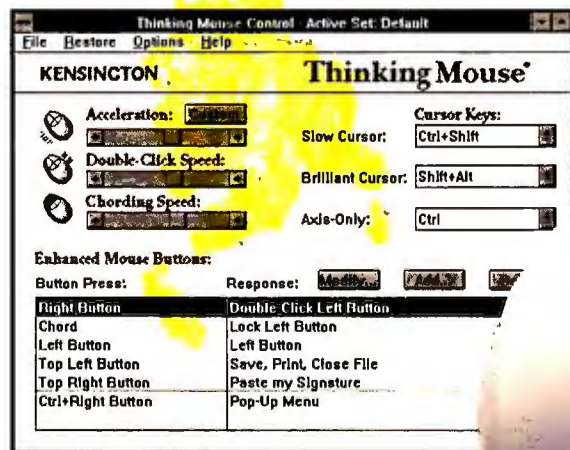 Thinking Mouse Control - Active Set: Default
File Restore Options Help
KENSINGTON Thinking Mouse
Acceleration: Custom Cursor Keys:
Slow Cursor: Ctrl+Shift
Double-Click Speed:
Brilliant Cursor: Shift+Alt
Chording Speed:
Axis-Only: Ctrl
Enhanced Mouse Buttons:
Button Press: Response: Modify...
Right Button Double-Click Left Button
Chord Lock Left Button
Left Button Left Button
Top Left Button Save, Print, Close File
Top Right Button Paste my Signature
Ctrl+Right Button Pop-Up Menu